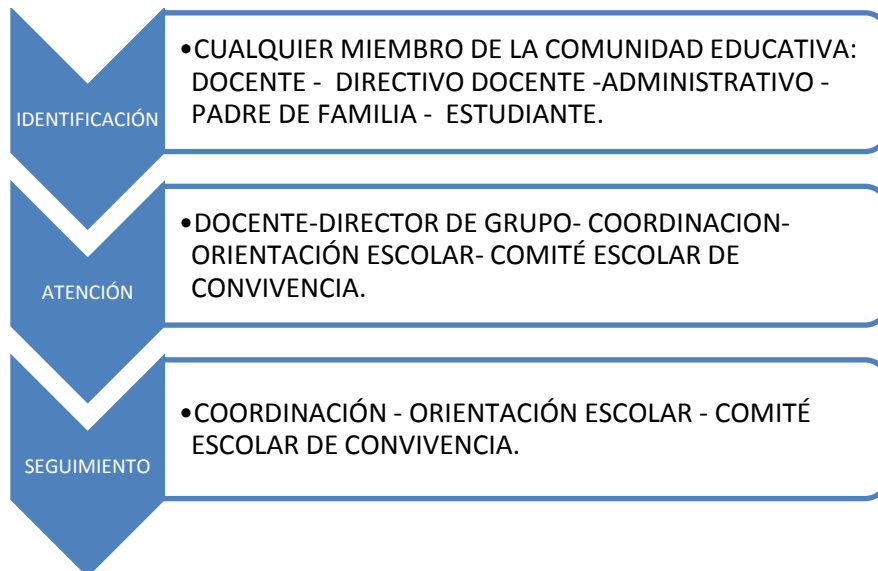 IDENTIFICACIÓN
•CUALQUIER MIEMBRO DE LA COMUNIDAD EDUCATIVA:
DOCENTE - DIRECTIVO DOCENTE -ADMINISTRATIVO -
PADRE DE FAMILIA - ESTUDIANTE.
ATENCIÓN
•DOCENTE-DIRECTOR DE GRUPO- COORDINACION-
ORIENTACIÓN ESCOLAR- COMITÉ ESCOLAR DE
CONVIVENCIA.
SEGUIMIENTO
•COORDINACIÓN - ORIENTACIÓN ESCOLAR - COMITÉ
ESCOLAR DE CONVIVENCIA.